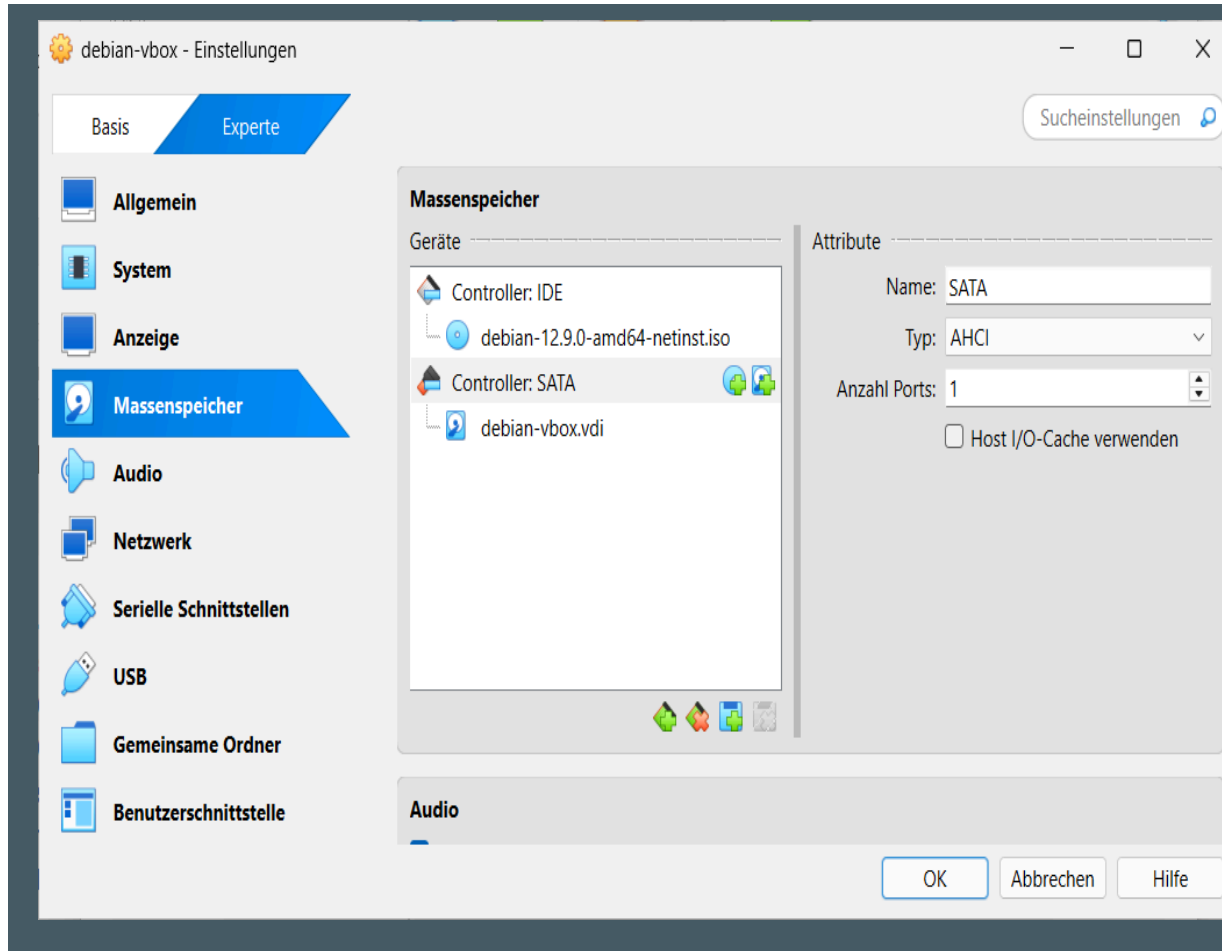 debian-vbox - Einstellungen
Basis
Experte
Sucheinstellungen
Allgemein
System
Anzeige
Massenspeicher
Audio
Netzwerk
Serielle Schnittstellen
USB
Gemeinsame Ordner
Benutzerschnittstelle
Massenspeicher
Geräte
Controller: IDE
debian-12.9.0-amd64-netinst.iso
Controller: SATA
debian-vbox.vdi
Attribute
Name: SATA
Typ: AHCI
Anzahl Ports: 1
Host I/O-Cache verwenden
Audio
OK
Abbrechen
Hilfe